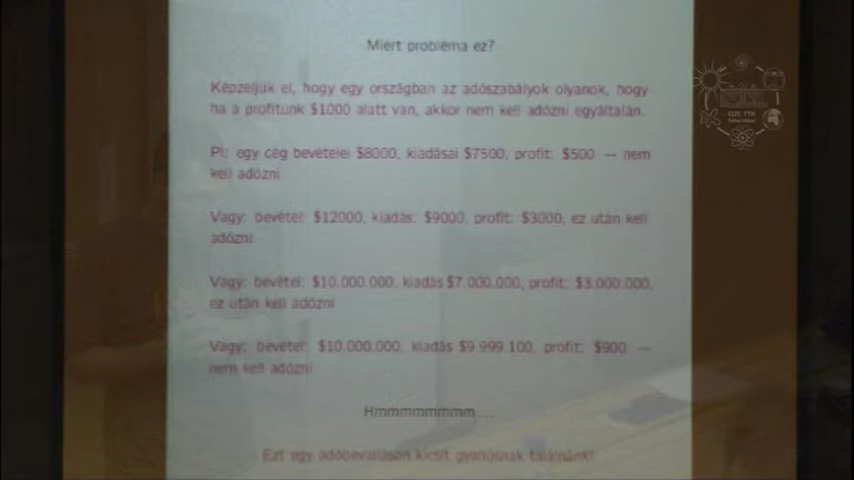 Miért probléma ez?
Képzeljük el, hogy egy országban az adószabályok olyanok, hogy
ha a profitunk $1000 alatt van, akkor nem kell adózni egyáltalán.
Pl: egy cég bevételei $8000, kiadásai $7500, profit: $500 — nem
kell adózni
Vagy: bevétel: $12000, kiadás: $9000, profit: $3000, ez után kell
adózni
Vagy: bevétel: $10.000.000, kiadás $7.000.000, profit: $3.000.000,
ez után kell adózni
Vagy: bevétel: $10.000.000, kiadás $9.999.100, profit: $900 —
nem kell adózni
Hmmmmmmmm....
Ezt egy adóbevalláson kicsit gyanúsnak találnánk!
ELTE TTK